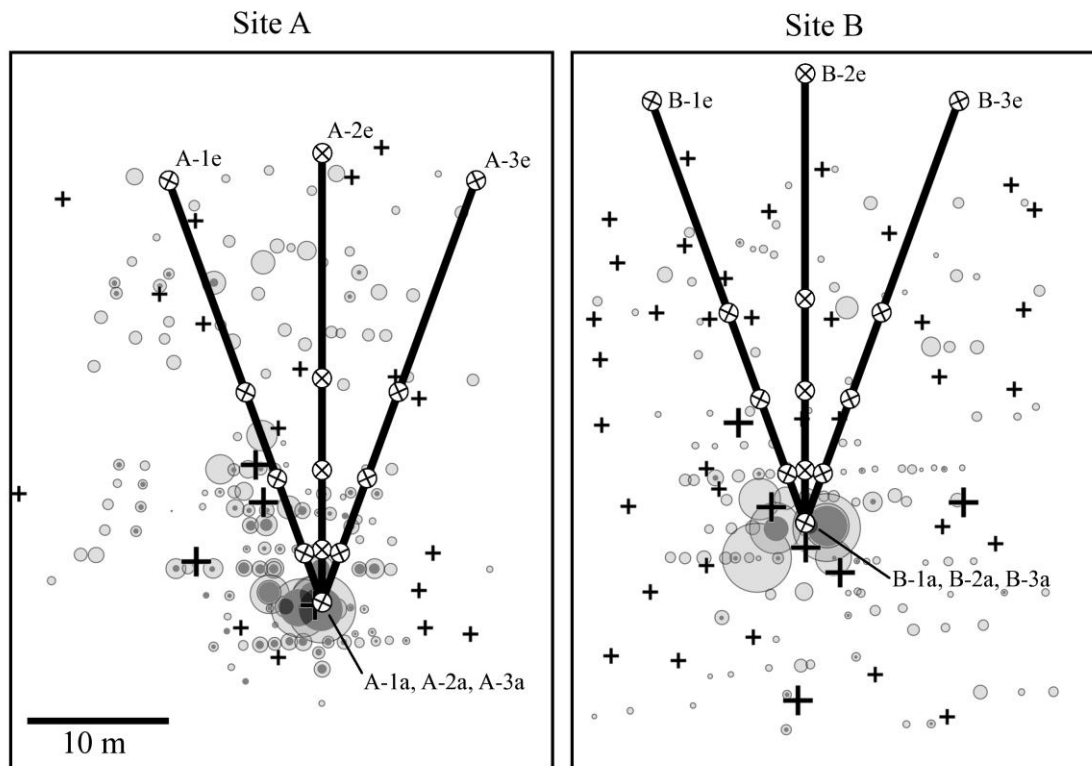 Site A
Site B
A-1e
A-2e
A-3e
B-1e
B-2e
B-3e
A-1a, A-2a, A-3a
B-1a, B-2a, B-3a
10 m